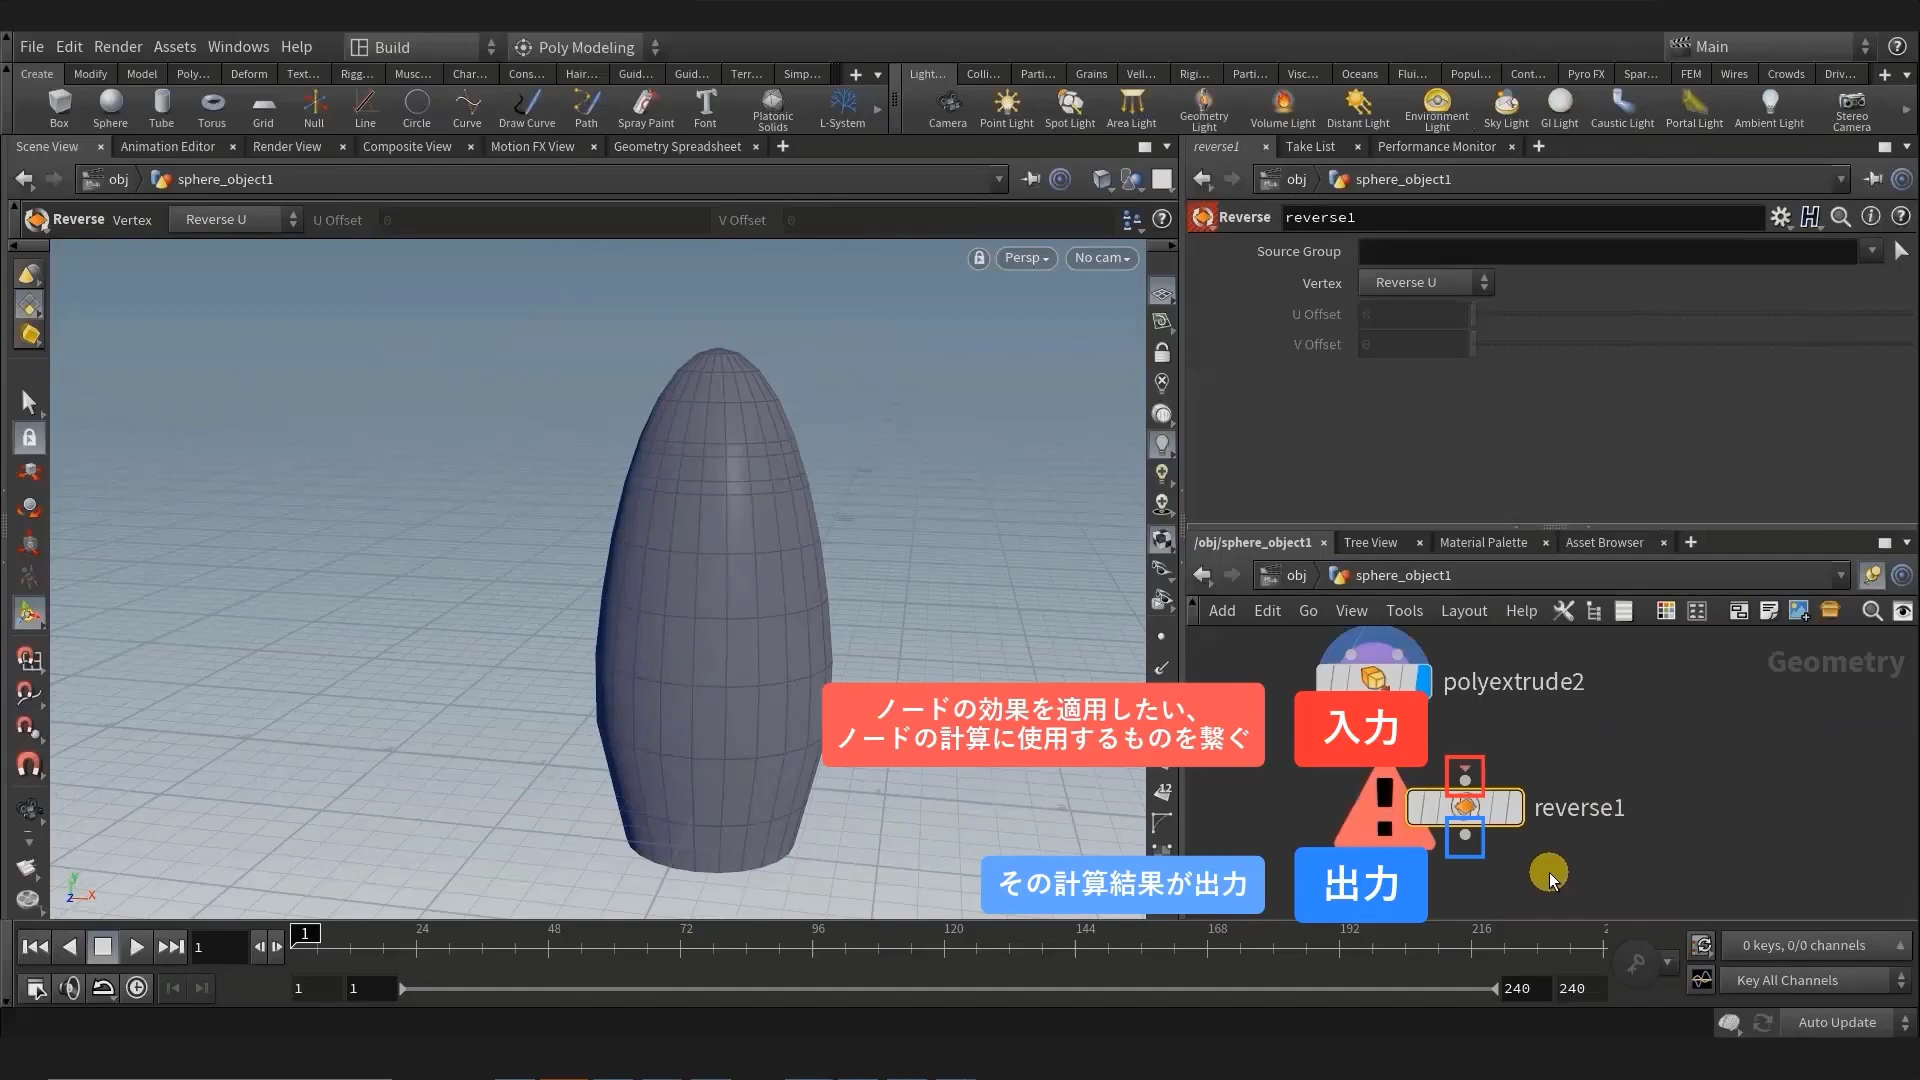 File Edit Render Assets Windows Help Build Poly Modeling Main
Create Modify Model Poly... Deform Text... Rigg... Musc... Char... Cons... Hair... Guid... Guid... Terr... Simp...
Light... Colli... Parti... Grains Vell... Rigi... Parti... Visc... Oceans Flui... Popul... Cont... Pyro FX Spar... FEM Wires Crowds Driv...
Box Sphere Tube Torus Grid Null Line Circle Curve Draw Curve Path Spray Paint Font Platonic Solids L-System
Camera Point Light Spot Light Area Light Geometry Light Volume Light Distant Light Environment Light Sky Light GI Light Caustic Light Portal Light Ambient Light Stereo Camera
Scene View Animation Editor Render View Composite View Motion FX View Geometry Spreadsheet
reverse1 Take List Performance Monitor
obj sphere_object1
obj sphere_object1
Reverse Vertex Reverse U U Offset 0 V Offset 0
Reverse reverse1
Source Group
Vertex Reverse U
U Offset 0
V Offset 0
Persp No cam
/obj/sphere_object1 Tree View Material Palette Asset Browser
obj sphere_object1
Add Edit Go View Tools Layout Help
Geometry
polyextrude2
ノードの効果を適用したい、
ノードの計算に使用するものを繋ぐ
入力
12
reverse1
その計算結果が出力
出力
y
z x
1 1 24 48 72 96 120 144 168 192 216 2
0 keys, 0/0 channels
1 1 240 240
Key All Channels
Auto Update